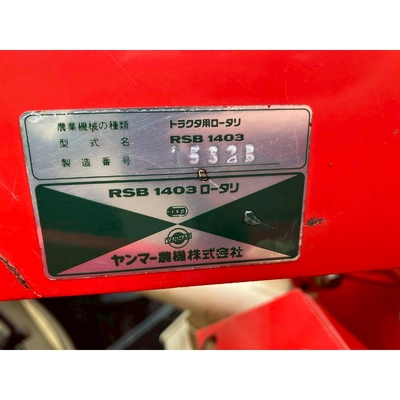 農業機械の種類 トラクタ用ロータリ
型式名 RSB 1403
製造番号 15328
RSB 1403 ロータリ
YANMAR
ヤンマー農機株式会社